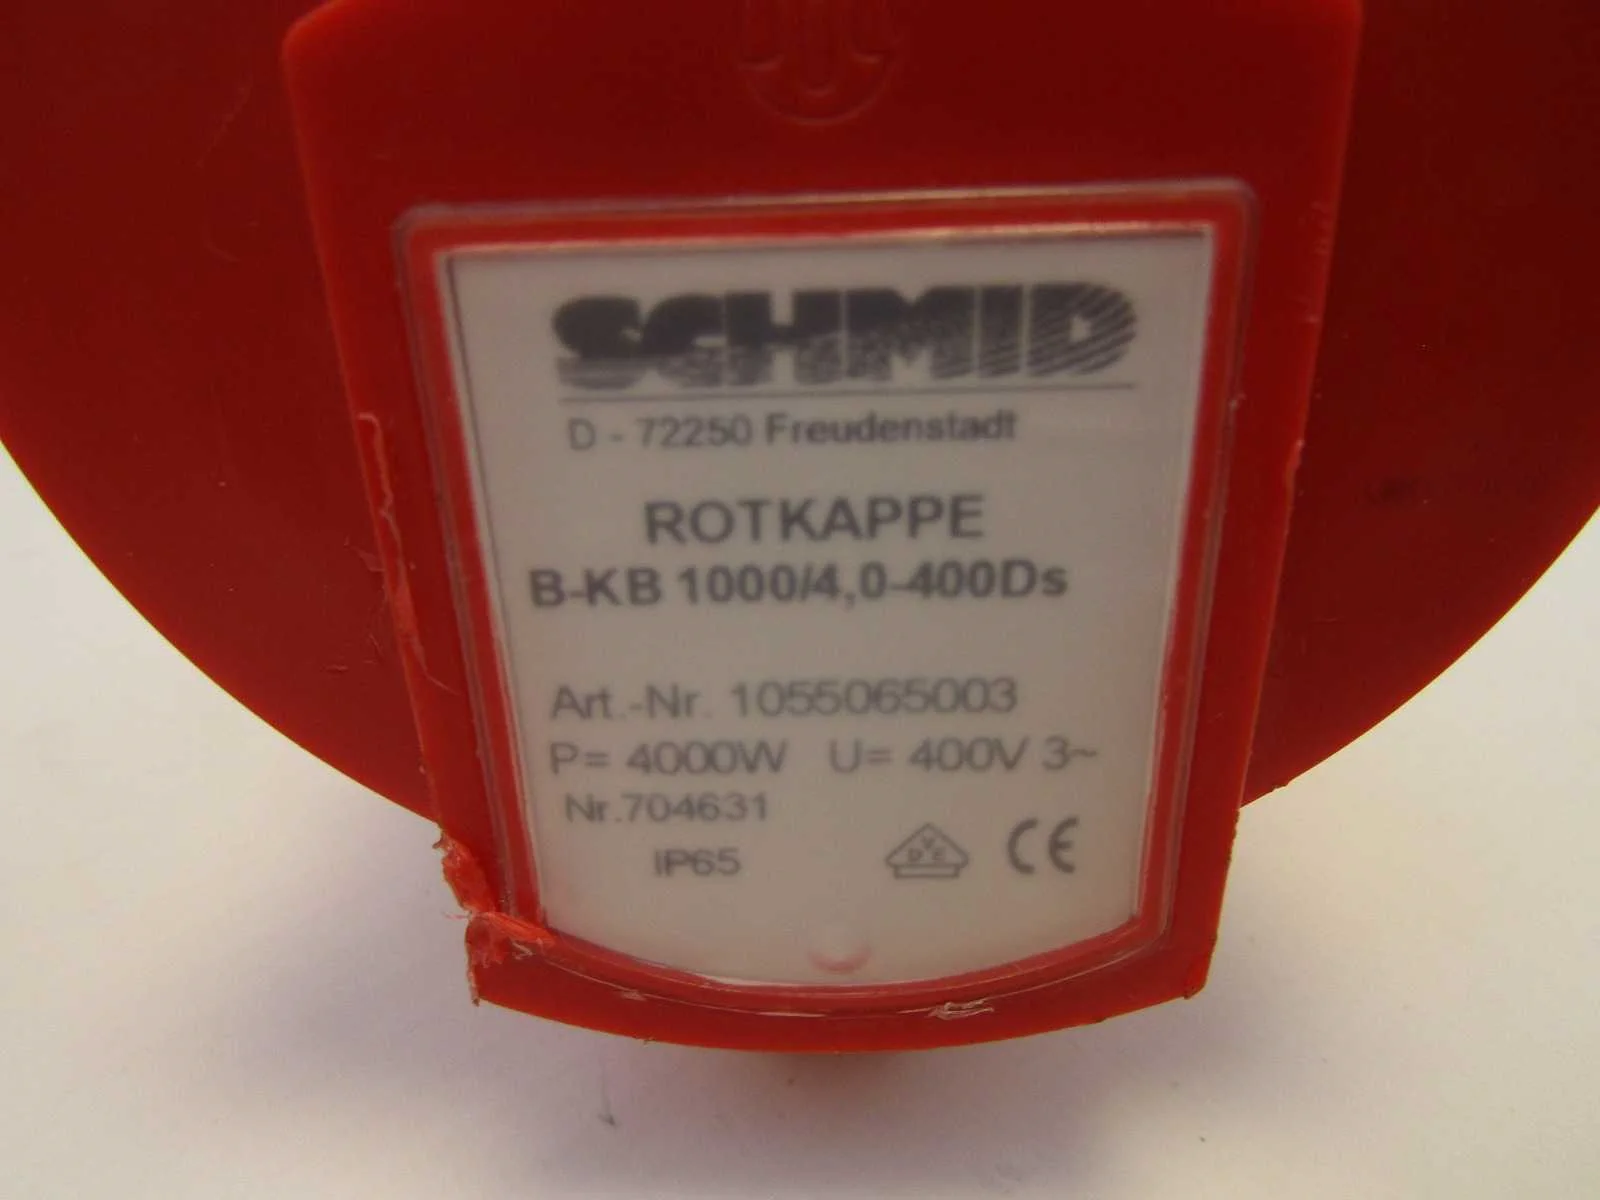 SCHMID
D - 72250 Freudenstadt
ROTKAPPE
B-KB 1000/4,0-400Ds
Art.-Nr. 1055065003
P= 4000W U= 400V 3~
Nr.704631
IP65
VDE CE